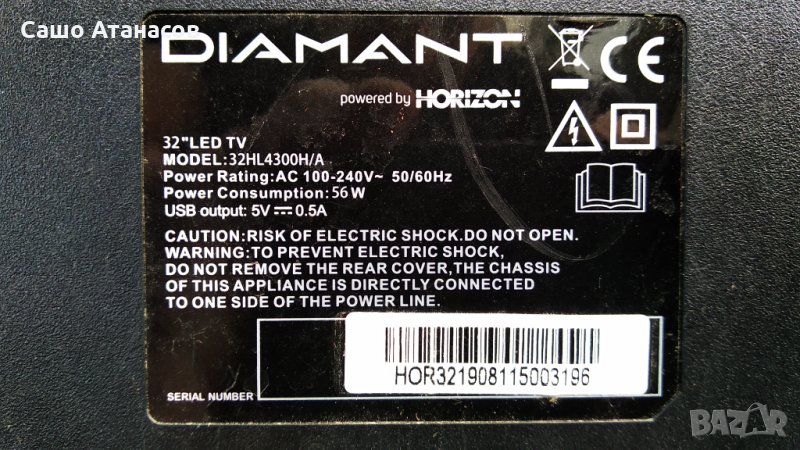 Сашо Атанасов
DIAMANT
powered by HORIZON
CE
32"LED TV
MODEL:32HL4300H/A
Power Rating:AC 100-240V~ 50/60Hz
Power Consumption:56W
USB output: 5V⎓0.5A
CAUTION:RISK OF ELECTRIC SHOCK.DO NOT OPEN.
WARNING:TO PREVENT ELECTRIC SHOCK,
DO NOT REMOVE THE REAR COVER,THE CHASSIS
OF THIS APPLIANCE IS DIRECTLY CONNECTED
TO ONE SIDE OF THE POWER LINE.
HOR321908115003196
SERIAL NUMBER
BAZAR